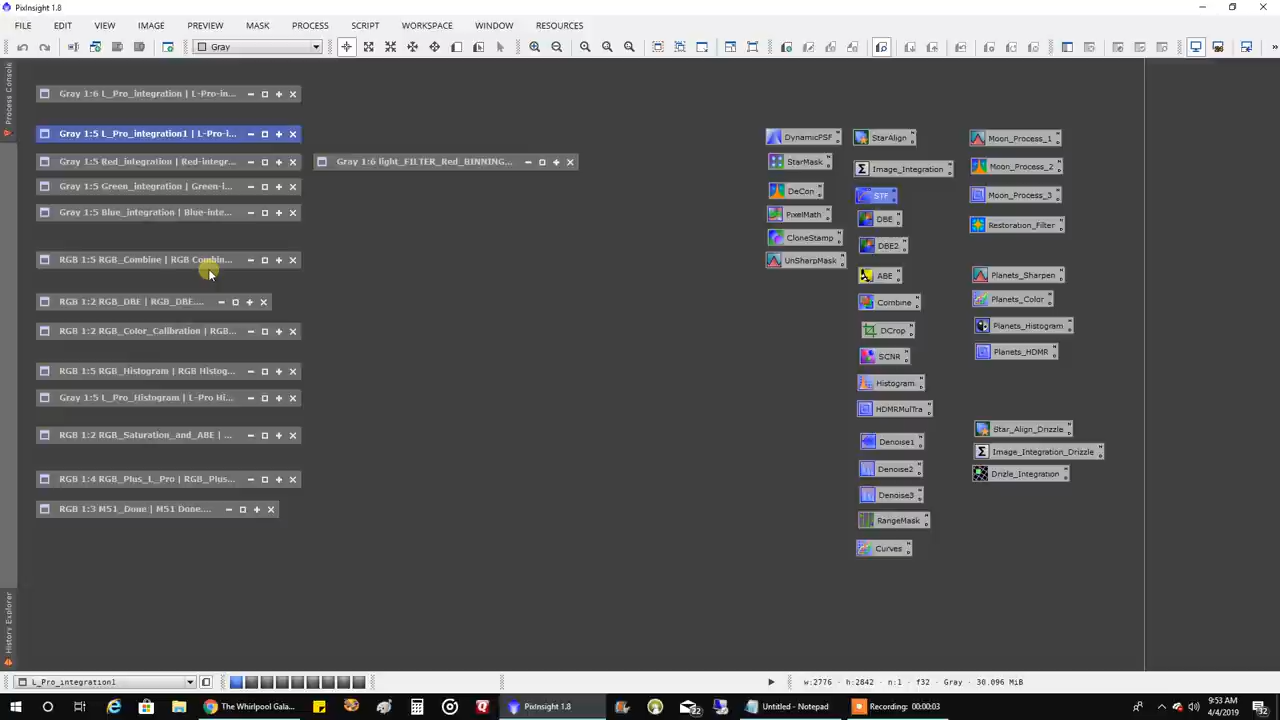 PixInsight 1.8
FILE EDIT VIEW IMAGE PREVIEW MASK PROCESS SCRIPT WORKSPACE WINDOW RESOURCES
Gray
Process Console
Gray 1:6 L_Pro_integration | L-Pro-in...
Gray 1:5 L_Pro_integration1 | L-Pro-i...
Gray 1:5 Red_integration | Red-integr...
Gray 1:6 light_FILTER_Red_BINNING...
Gray 1:5 Green_integration | Green-i...
Gray 1:5 Blue_integration | Blue-inte...
RGB 1:5 RGB_Combine | RGB Combin...
RGB 1:2 RGB_DBE | RGB_DBE....
RGB 1:2 RGB_Color_Calibration | RGB...
RGB 1:5 RGB_Histogram | RGB Histog...
Gray 1:5 L_Pro_Histogram | L-Pro Hi...
RGB 1:2 RGB_Saturation_and_ABE | ...
RGB 1:4 RGB_Plus_L_Pro | RGB_Plus...
RGB 1:3 M51_Done | M51 Done....
DynamicPSF
StarMask
DeCon
PixelMath
CloneStamp
UnSharpMask
StarAlign
Image_Integration
STF
DBE
DBE2
ABE
Combine
DCrop
SCNR
Histogram
HDMRMulTra
Denoise1
Denoise2
Denoise3
RangeMask
Curves
Moon_Process_1
Moon_Process_2
Moon_Process_3
Restoration_Filter
Planets_Sharpen
Planets_Color
Planets_Histogram
Planets_HDMR
Star_Align_Drizzle
Image_Integration_Drizzle
Drizle_Integration
History Explorer
L_Pro_integration1
w:2776 | h:2842 | n:1 | f32 | Gray | 30.096 MiB
The Whirlpool Gala...
PixInsight 1.8
22
Untitled - Notepad
Recording: 00:00:03
9:53 AM
4/4/2019
32